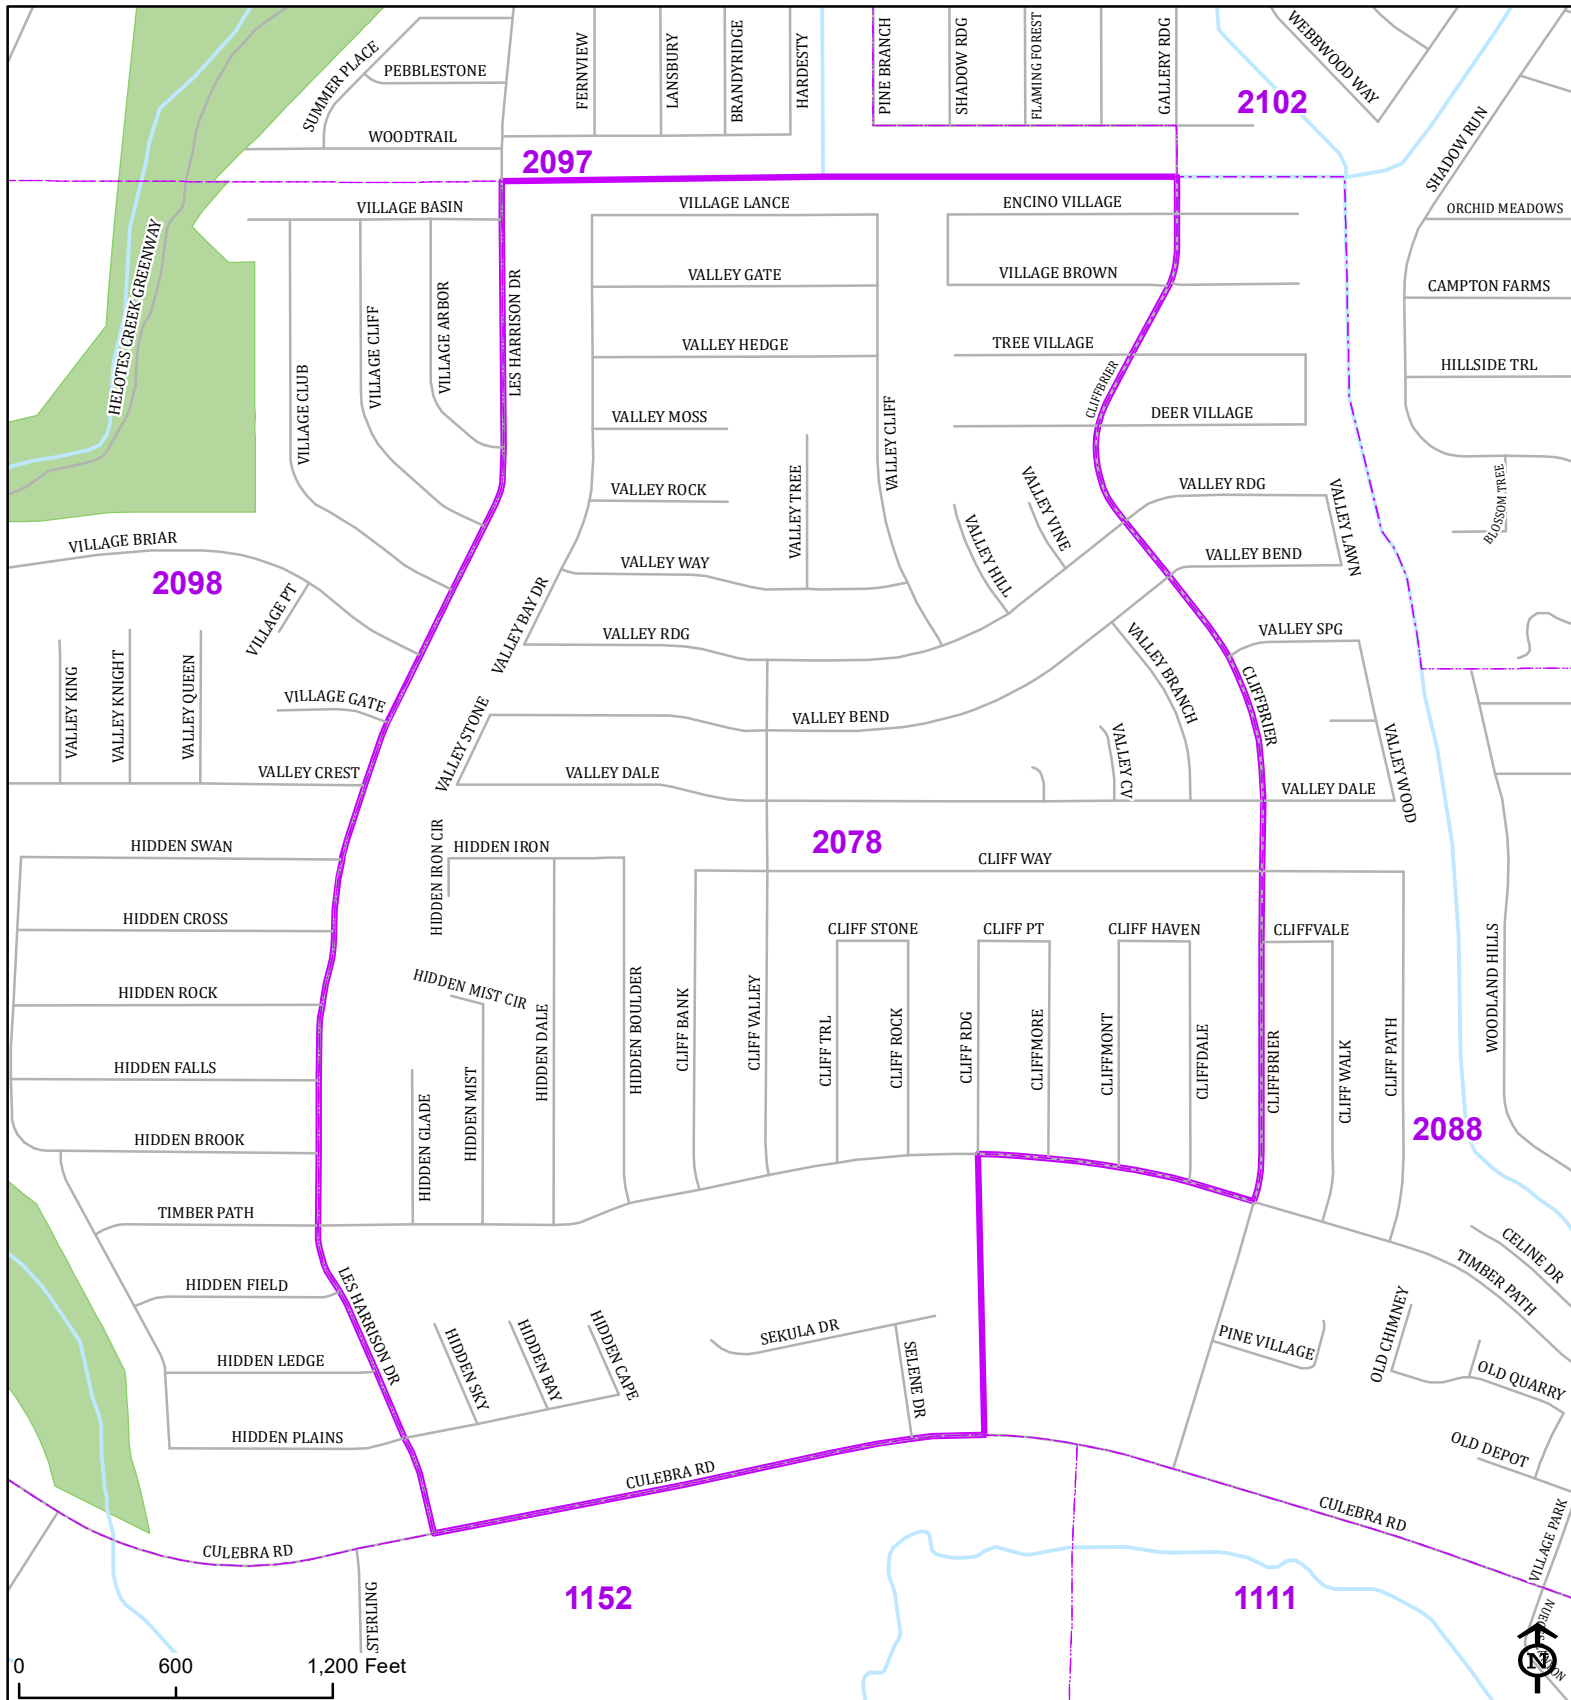 SUMMER PLACE
PEBBLESTONE
WOODTRAIL
FERNVIEW
LANSBURY
BRANDYRIDGE
HARDESTY
PINE BRANCH
SHADOW RDG
FLAMING FOREST
GALLERY RDG
WEBBWOOD WAY
2102
2097
SHADOW RUN
VILLAGE BASIN
VILLAGE LANCE
ENCINO VILLAGE
ORCHID MEADOWS
HELOTES CREEK GREENWAY
VALLEY GATE
VILLAGE BROWN
CAMPTON FARMS
LES HARRISON DR
VILLAGE ARBOR
VILLAGE CLIFF
VILLAGE CLUB
VALLEY HEDGE
TREE VILLAGE
HILLSIDE TRL
CLIFFBRIER
VALLEY MOSS
DEER VILLAGE
VALLEY CLIFF
VALLEY ROCK
VALLEY TREE
VALLEY VINE
VALLEY RDG
VALLEY LAWN
BLOSSOM TREE
VILLAGE BRIAR
2098
VALLEY WAY
VALLEY HILL
VALLEY BEND
VILLAGE PT
VALLEY BAY DR
VALLEY RDG
VALLEY BRANCH
VALLEY SPG
VALLEY KING
VALLEY KNIGHT
VALLEY QUEEN
VILLAGE GATE
VALLEY STONE
VALLEY BEND
CLIFFBRIER
VALLEY CREST
VALLEY DALE
VALLEY CV
VALLEY DALE
VALLEY WOOD
HIDDEN SWAN
HIDDEN IRON CIR
HIDDEN IRON
2078
CLIFF WAY
HIDDEN CROSS
CLIFF STONE
CLIFF PT
CLIFF HAVEN
CLIFFVALE
WOODLAND HILLS
HIDDEN ROCK
HIDDEN MIST CIR
HIDDEN DALE
HIDDEN BOULDER
CLIFF BANK
CLIFF VALLEY
CLIFF TRL
CLIFF ROCK
CLIFF RDG
CLIFFMORE
CLIFFMONT
CLIFFDALE
CLIFFBRIER
CLIFF WALK
CLIFF PATH
HIDDEN FALLS
HIDDEN GLADE
HIDDEN MIST
HIDDEN BROOK
2088
TIMBER PATH
CELINE DR
TIMBER PATH
HIDDEN FIELD
LES HARRISON DR
HIDDEN SKY
HIDDEN BAY
HIDDEN CAPE
SEKULA DR
SELENE DR
PINE VILLAGE
OLD CHIMNEY
OLD QUARRY
HIDDEN LEDGE
HIDDEN PLAINS
OLD DEPOT
CULEBRA RD
CULEBRA RD
VILLAGE PARK
CULEBRA RD
1152
1111
STERLING
0 600 1,200 Feet
N